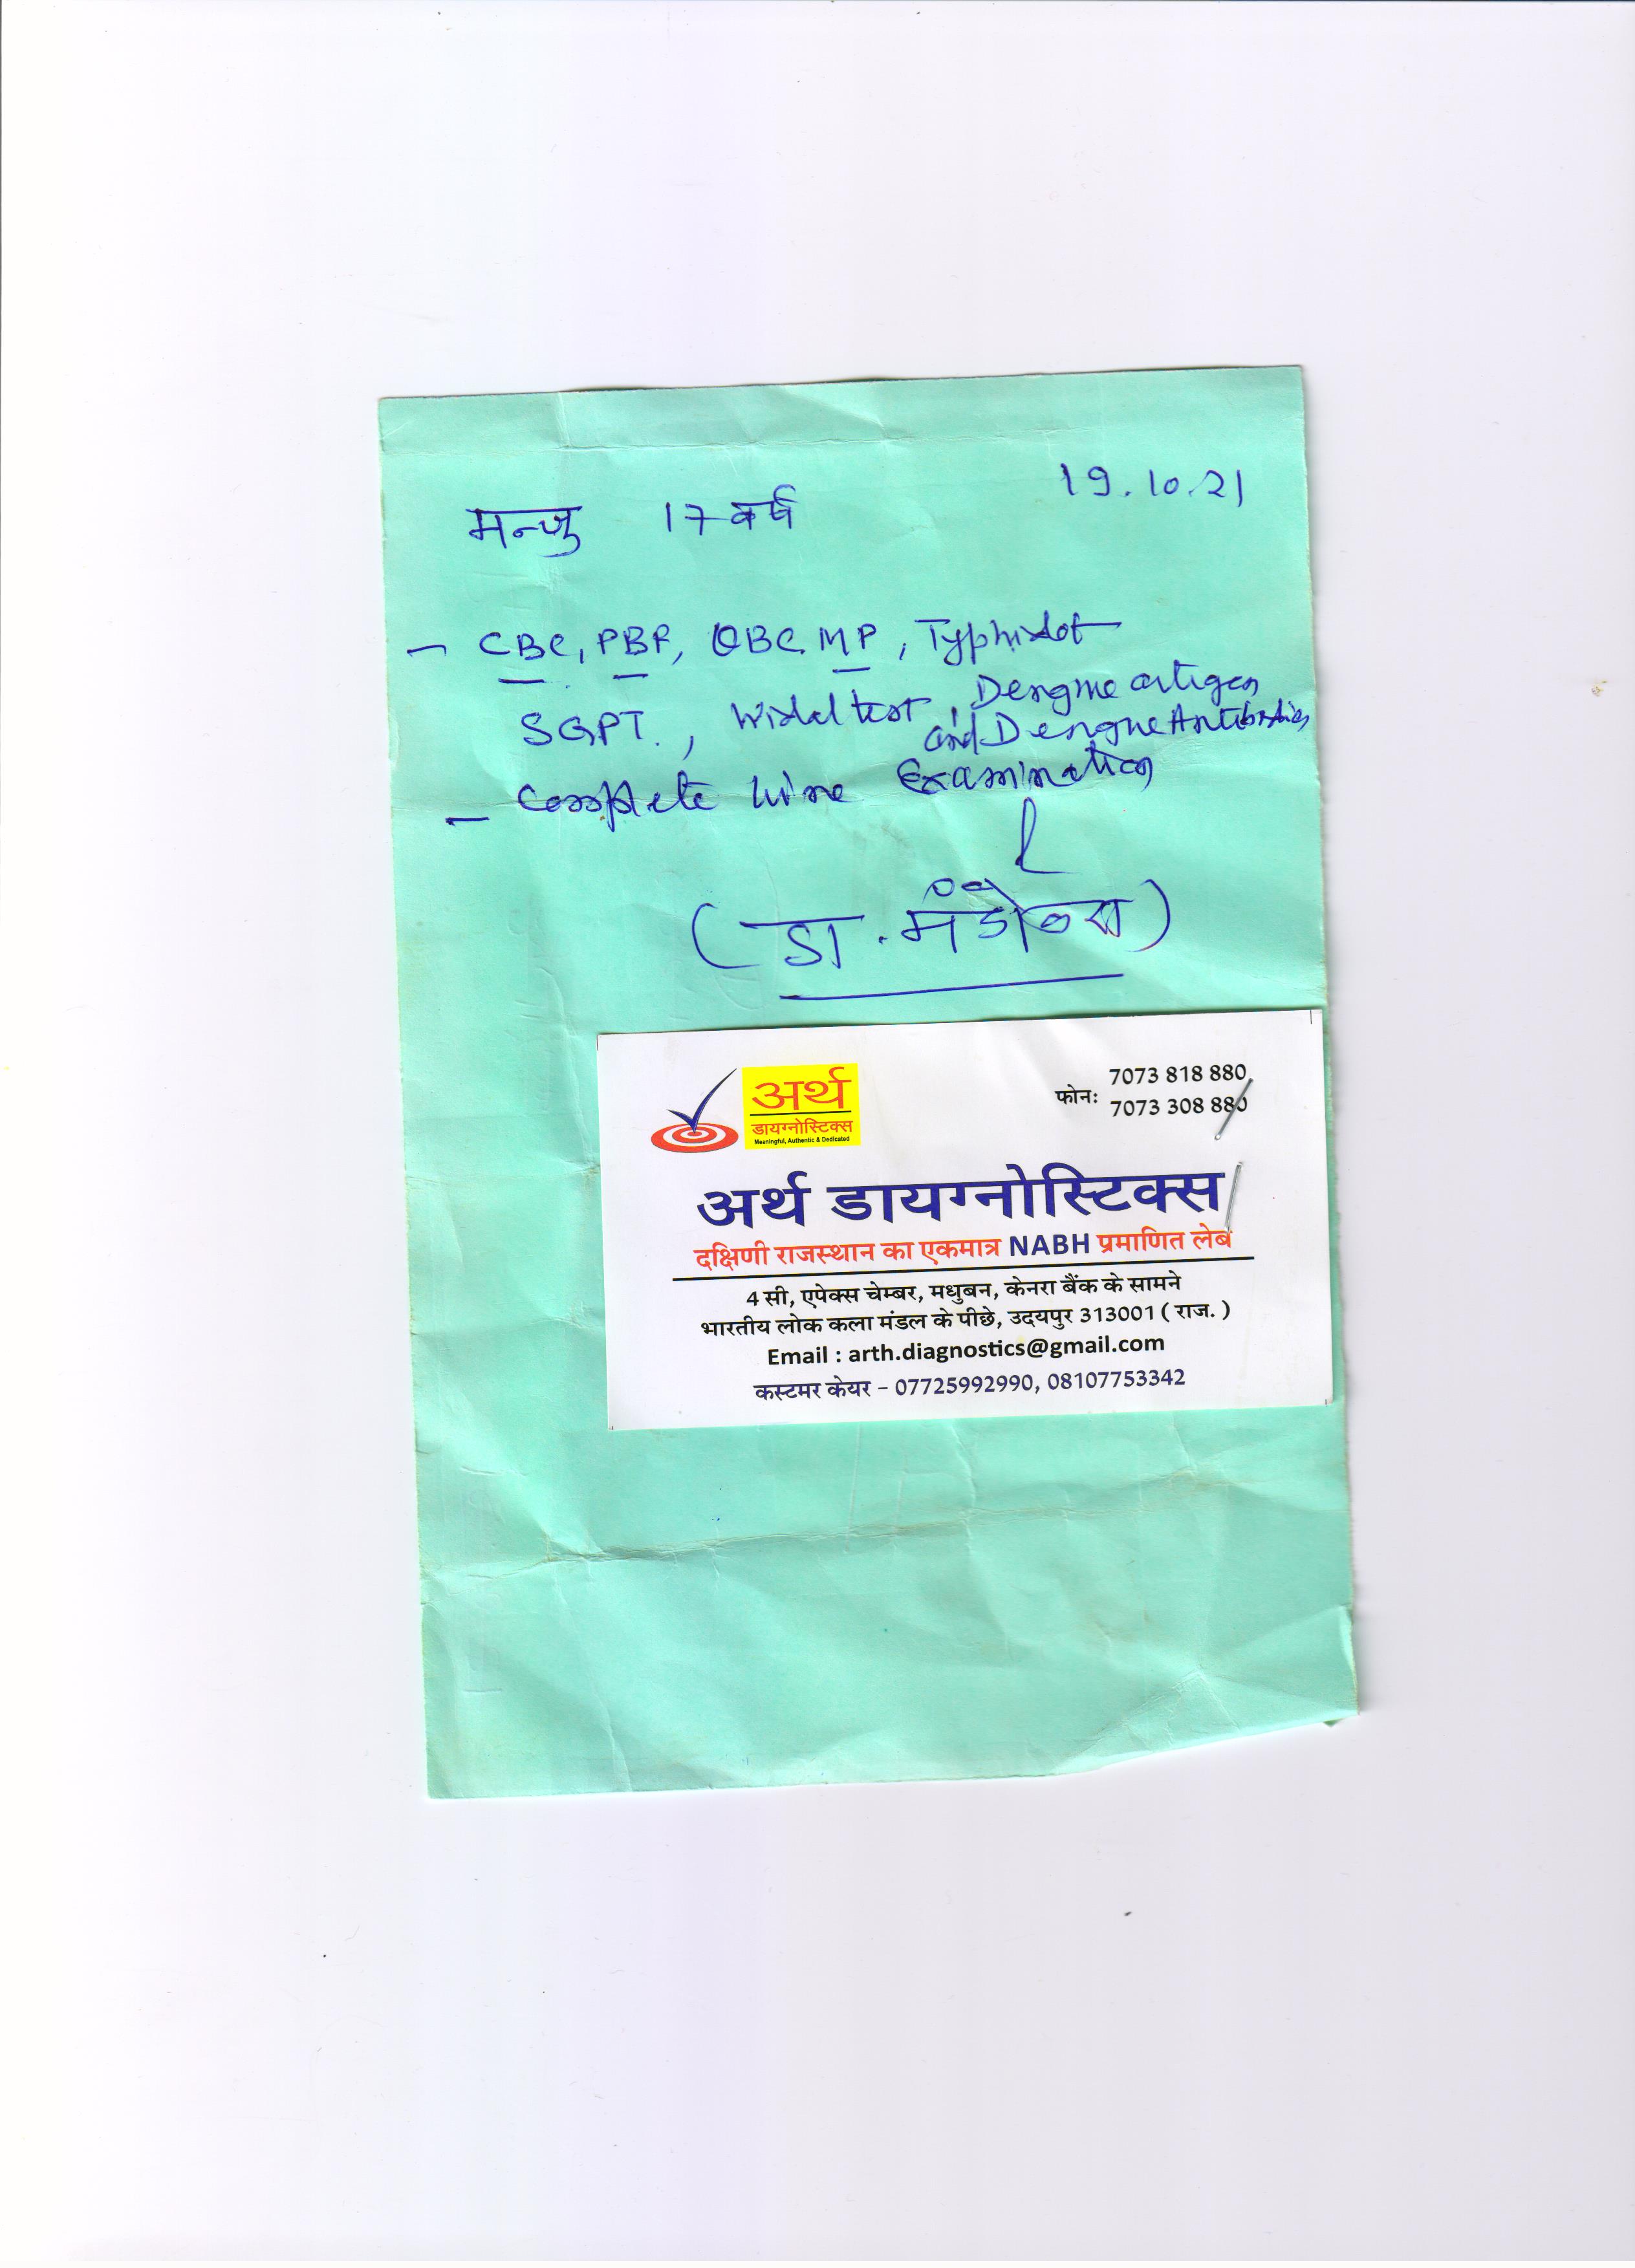 19.10.21
मन्जु 17 वर्ष
- CBC, PBF, QBC MP, Typhidot
SGPT., Widal test, Dengue antigen
and Dengue Antibodies
- Complete Urine Examination
(डा.
फोनः 7073 818 880,
7073 308 880
अर्थ
डायग्नोस्टिक्स
Meaningful, Authentic & Dedicated
अर्थ डायग्नोस्टिक्स
दक्षिणी राजस्थान का एकमात्र NABH प्रमाणित लेब
4 सी, एपेक्स चेम्बर, मधुबन, केनरा बैंक के सामने
भारतीय लोक कला मंडल के पीछे, उदयपुर 313001 ( राज. )
Email : arth.diagnostics@gmail.com
कस्टमर केयर - 07725992990, 08107753342